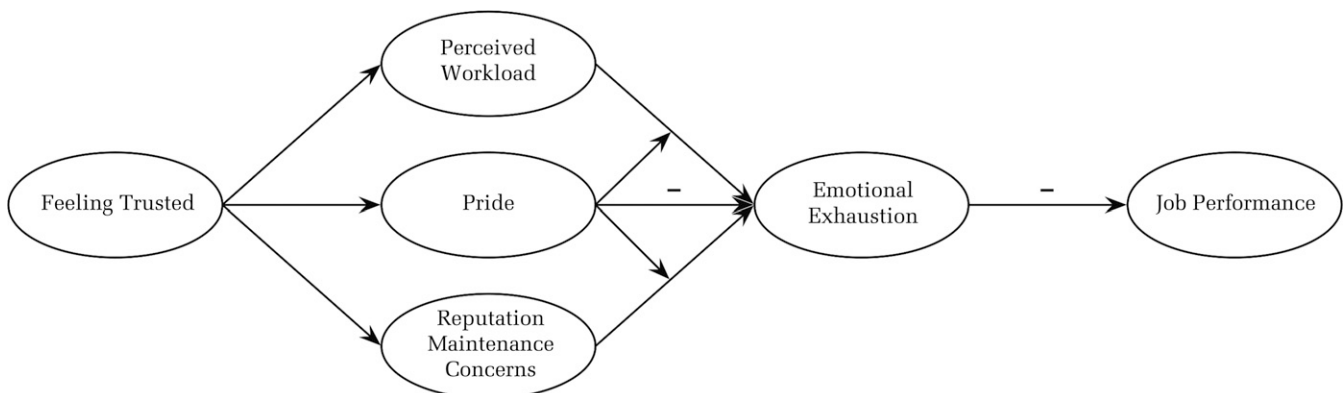 Perceived
Workload
Feeling Trusted
Pride
–
Emotional
Exhaustion
–
Job Performance
Reputation
Maintenance
Concerns